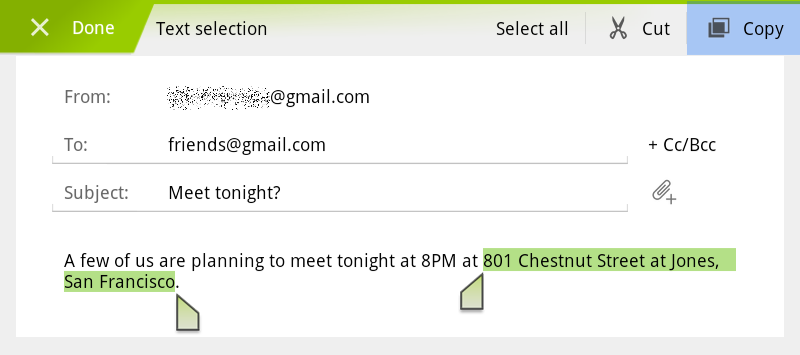 Done Text selection Select all Cut Copy
From: @gmail.com
To: friends@gmail.com + Cc/Bcc
Subject: Meet tonight?
A few of us are planning to meet tonight at 8PM at 801 Chestnut Street at Jones,
San Francisco.